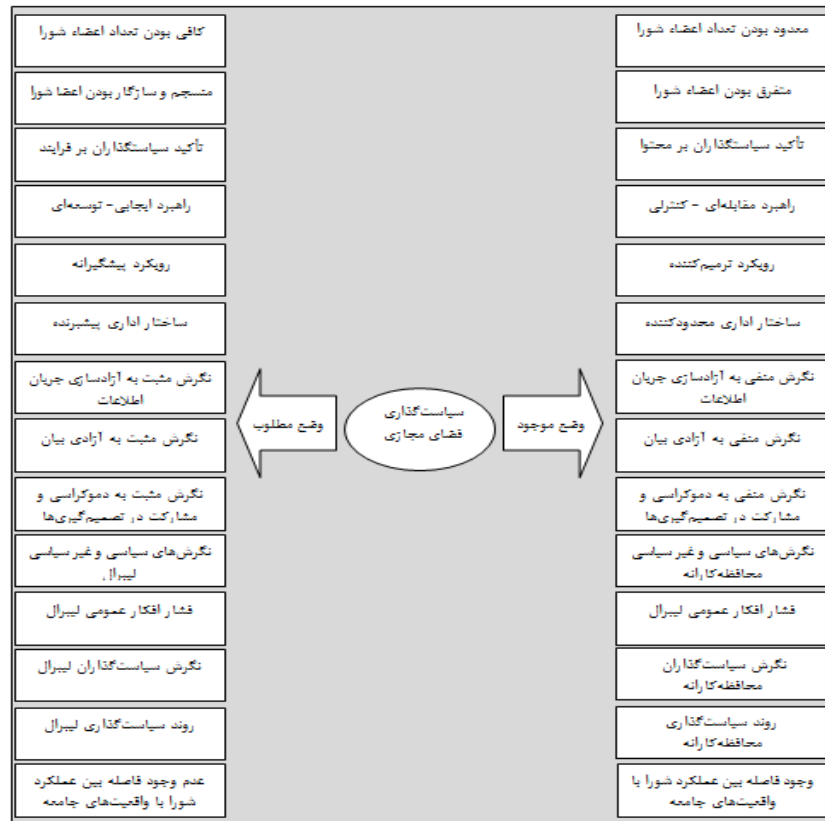 معدود بودن تعداد اعضاء شورا
متفرق بودن اعضاء شورا
تأکید سیاستگذاران بر محتوا
راهبرد مقابله‌ای - کنترلی
رویکرد ترمیم‌کننده
ساختار اداری محدودکننده
نگرش منفی به آزادسازی جریان
اطلاعات
نگرش منفی به آزادی بیان
نگرش منفی به دموکراسی و
مشارکت در تصمیم‌گیری‌ها
نگرش‌های سیاسی و غیر سیاسی
محافظه‌کارانه
فشار افکار عمومی لیبرال
نگرش سیاست‌گذاران
محافظه‌کارانه
روند سیاست‌گذاری
محافظه‌کارانه
وجود فاصله بین عملکرد شورا با
واقعیت‌های جامعه
وضع موجود
سیاست‌گذاری
فضای مجازی
وضع مطلوب
کافی بودن تعداد اعضاء شورا
منسجم و سازگار بودن اعضا شورا
تأکید سیاستگذاران بر فرایند
راهبرد ایجابی- توسعه‌ای
رویکرد پیشگیرانه
ساختار اداری پیشبرنده
نگرش مثبت به آزادسازی جریان
اطلاعات
نگرش مثبت به آزادی بیان
نگرش مثبت به دموکراسی و
مشارکت در تصمیم‌گیری‌ها
نگرش‌های سیاسی و غیر سیاسی
لیبرال
فشار افکار عمومی لیبرال
نگرش سیاست‌گذاران لیبرال
روند سیاست‌گذاری لیبرال
عدم وجود فاصله بین عملکرد
شورا با واقعیت‌های جامعه